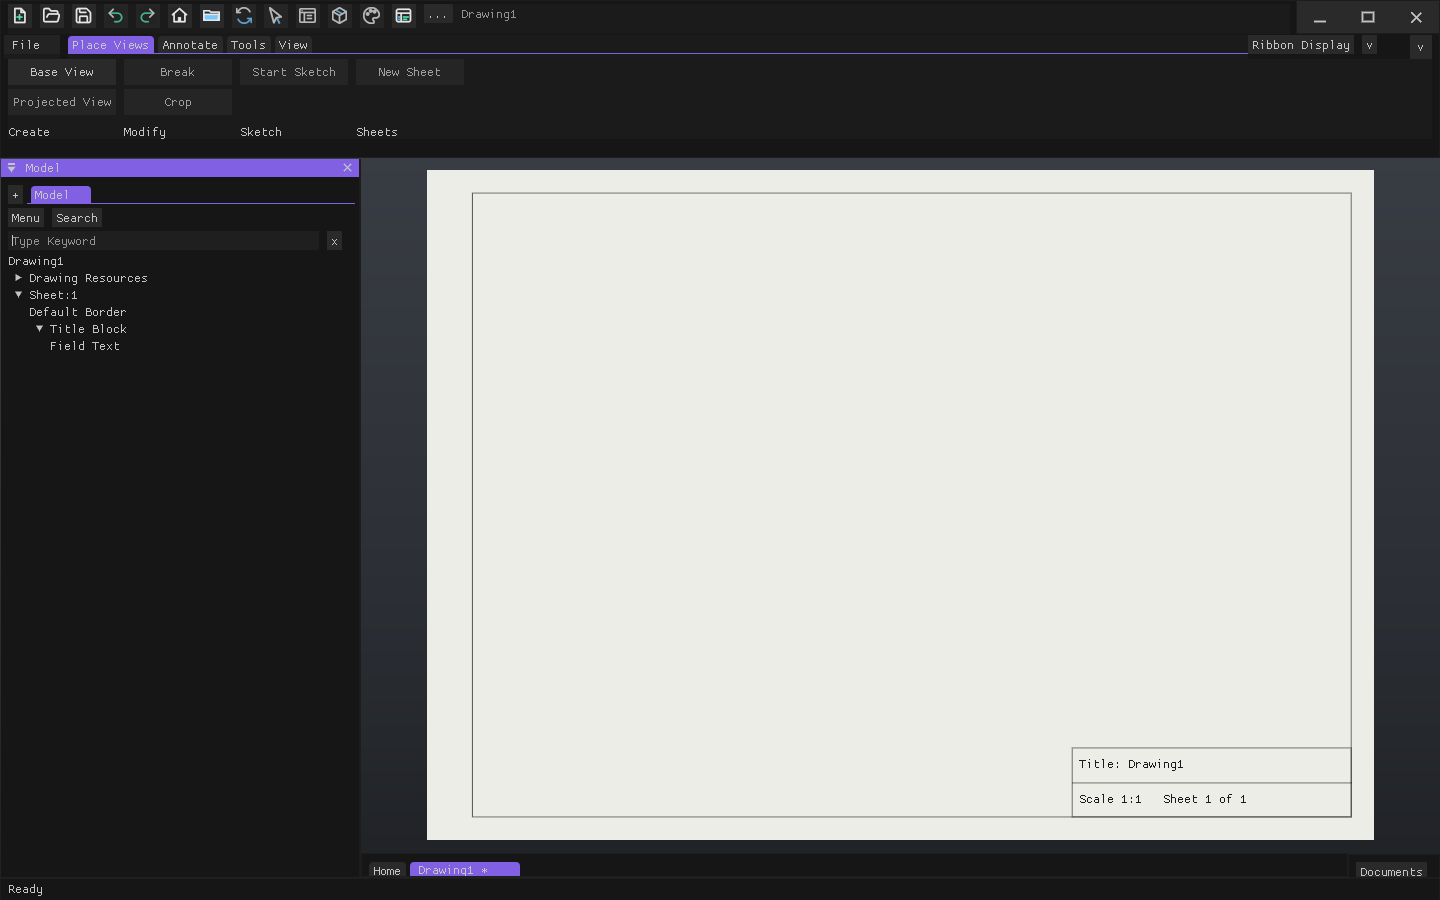 ... Drawing1
File Place Views Annotate Tools View Ribbon Display v v
Base View Break Start Sketch New Sheet
Projected View Crop
Create Modify Sketch Sheets
Model
+ Model
Menu Search
Type Keyword x
Drawing1
Drawing Resources
Sheet:1
Default Border
Title Block
Field Text
Title: Drawing1
Scale 1:1 Sheet 1 of 1
Home Drawing1 * Documents
Ready